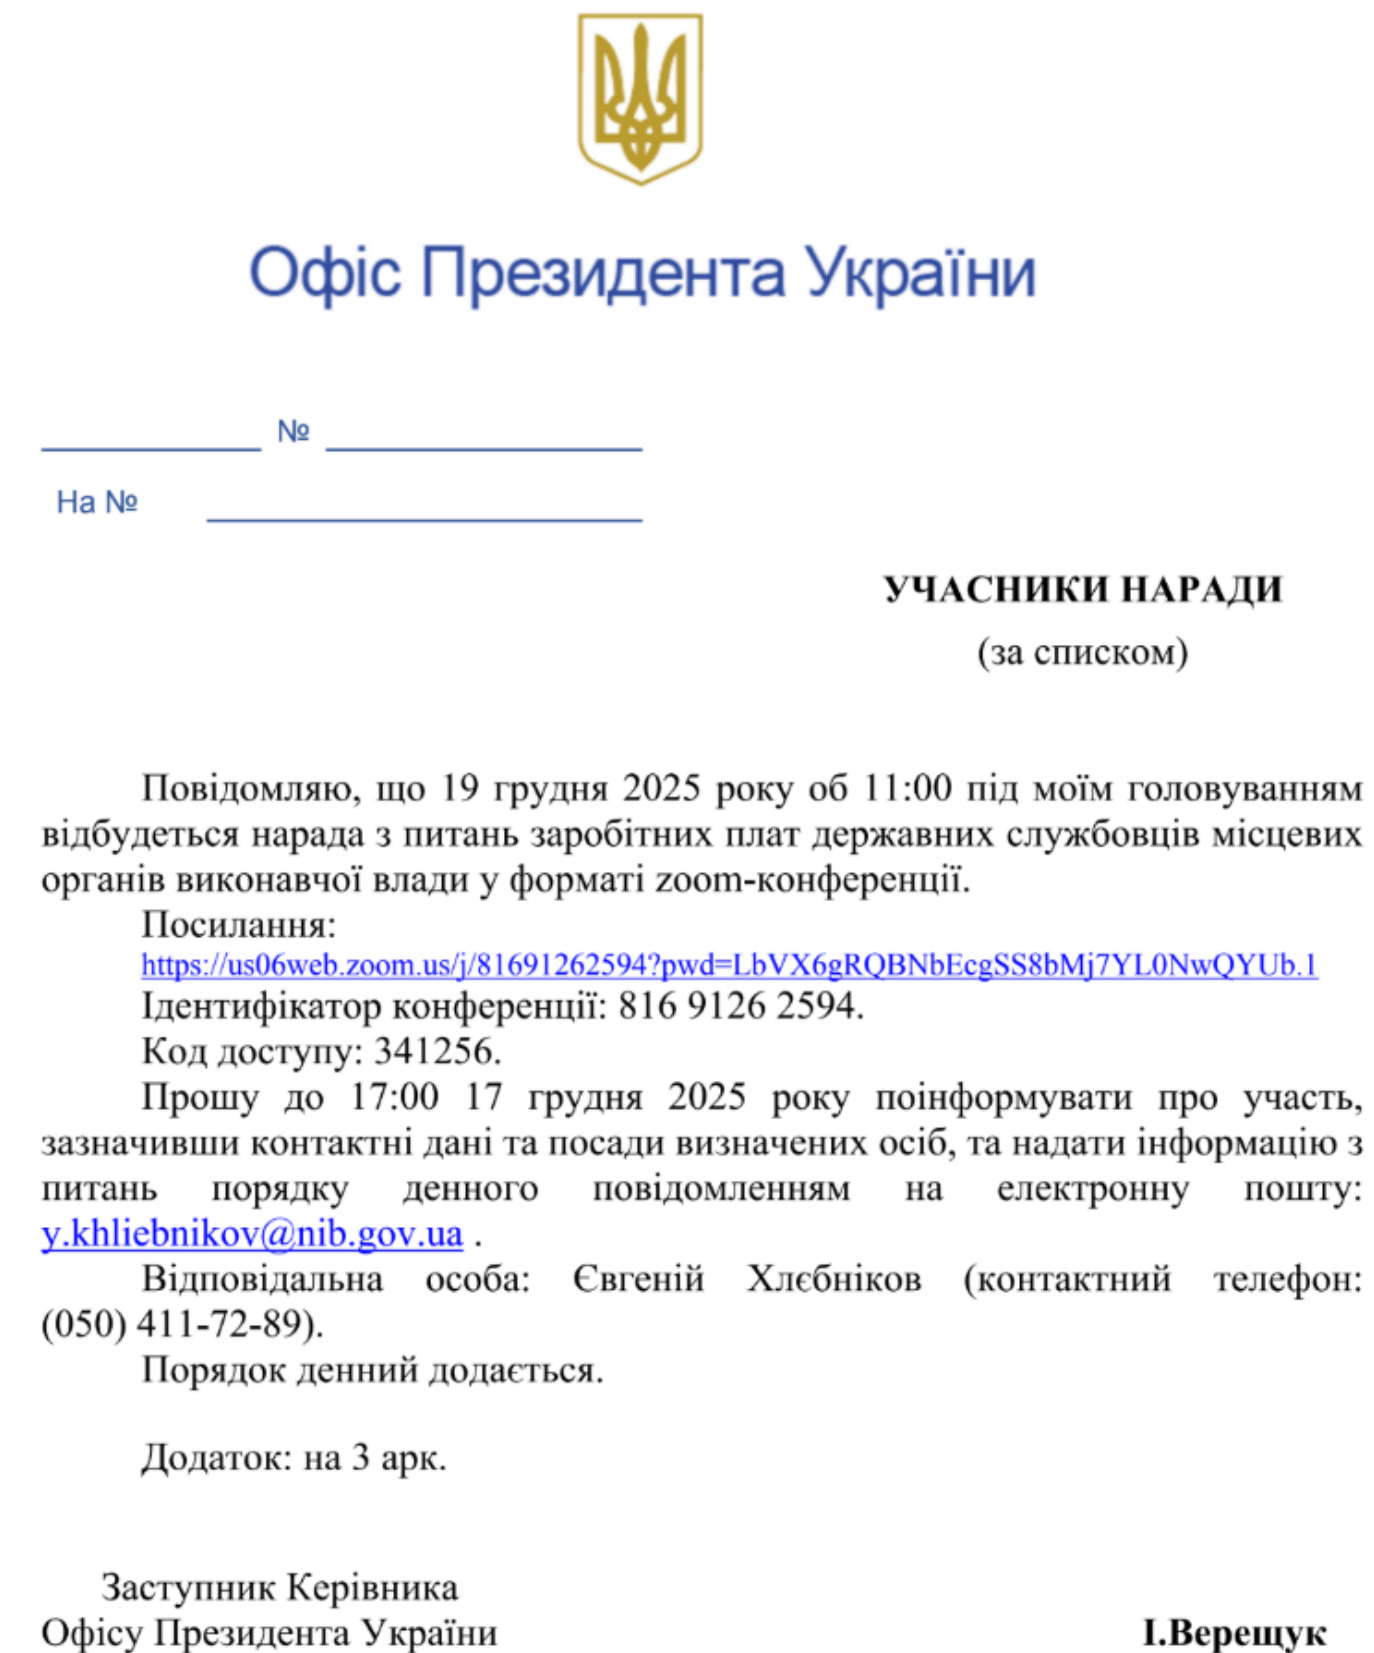 Офіс Президента України
№
На №
УЧАСНИКИ НАРАДИ
(за списком)
Повідомляю, що 19 грудня 2025 року об 11:00 під моїм головуванням
відбудеться нарада з питань заробітних плат державних службовців місцевих
органів виконавчої влади у форматі zoom-конференції.
Посилання:
https://us06web.zoom.us/j/81691262594?pwd=LbVX6gRQBNbEcgSS8bMj7YL0NwQYUb.1
Ідентифікатор конференції: 816 9126 2594.
Код доступу: 341256.
Прошу до 17:00 17 грудня 2025 року поінформувати про участь,
зазначивши контактні дані та посади визначених осіб, та надати інформацію з
питань порядку денного повідомленням на електронну пошту:
y.khliebnikov@nib.gov.ua .
Відповідальна особа: Євгеній Хлєбніков (контактний телефон:
(050) 411-72-89).
Порядок денний додається.
Додаток: на 3 арк.
Заступник Керівника
Офісу Президента України І.Верещук